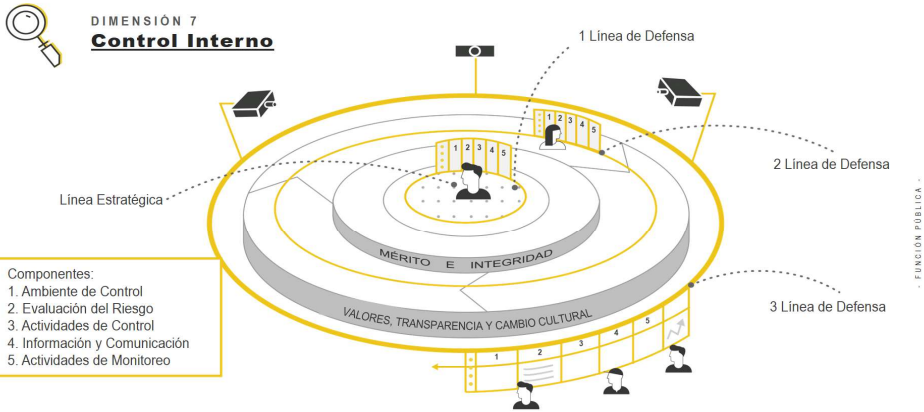 DIMENSIÓN 7
Control Interno
1 Línea de Defensa
2 Línea de Defensa
Línea Estratégica
3 Línea de Defensa
1 2 3 4 5
1 2 3 4 5
MÉRITO E INTEGRIDAD
VALORES, TRANSPARENCIA Y CAMBIO CULTURAL
Componentes:
1. Ambiente de Control
2. Evaluación del Riesgo
3. Actividades de Control
4. Información y Comunicación
5. Actividades de Monitoreo
1 2 3 4 5
- FUNCIÓN PÚBLICA -